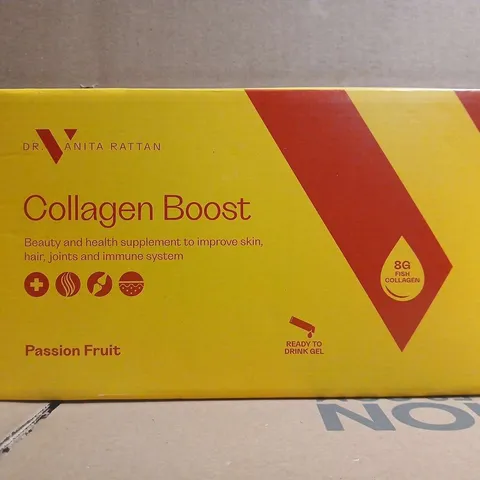 DR VANITA RATTAN
Collagen Boost
Beauty and health supplement to improve skin,
hair, joints and immune system
8G
FISH
COLLAGEN
READY TO
DRINK GEL
Passion Fruit